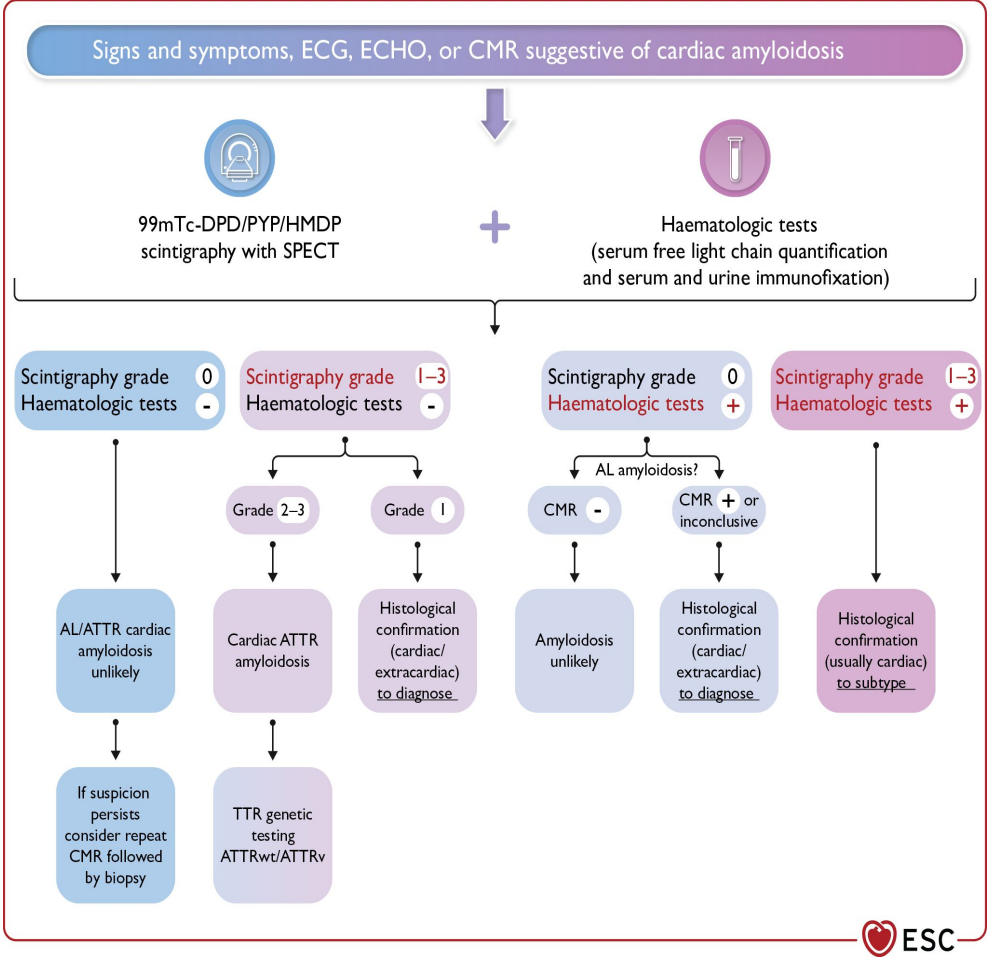 Signs and symptoms, ECG, ECHO, or CMR suggestive of cardiac amyloidosis
99mTc-DPD/PYP/HMDP
scintigraphy with SPECT
+
Haematologic tests
(serum free light chain quantification
and serum and urine immunofixation)
Scintigraphy grade 0
Haematologic tests -
Scintigraphy grade 1–3
Haematologic tests -
Scintigraphy grade 0
Haematologic tests +
Scintigraphy grade 1–3
Haematologic tests +
AL amyloidosis?
Grade 2–3
Grade 1
CMR -
CMR + or
inconclusive
AL/ATTR cardiac
amyloidosis
unlikely
Cardiac ATTR
amyloidosis
Histological
confirmation
(cardiac/
extracardiac)
to diagnose
Amyloidosis
unlikely
Histological
confirmation
(cardiac/
extracardiac)
to diagnose
Histological
confirmation
(usually cardiac)
to subtype
If suspicion
persists
consider repeat
CMR followed
by biopsy
TTR genetic
testing
ATTRwt/ATTRv
ESC